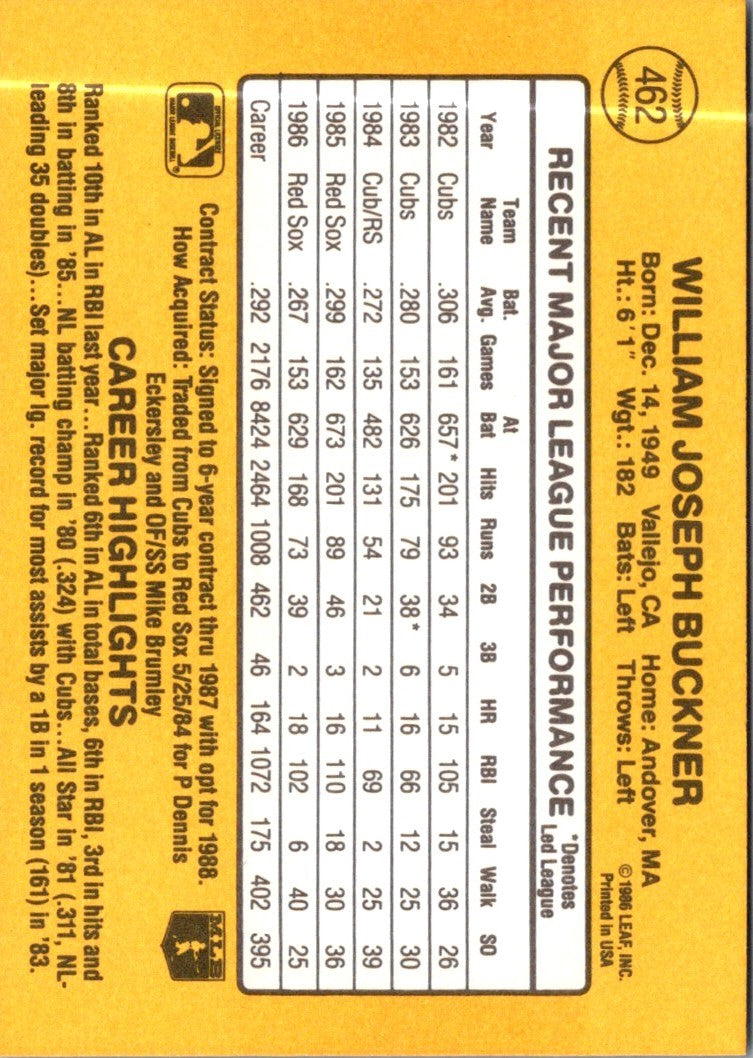 462
WILLIAM JOSEPH BUCKNER
Born: Dec. 14, 1949 Vallejo, CA Home: Andover, MA
Ht.: 6'1" Wgt.: 182 Bats: Left Throws: Left
© 1986 LEAF, INC.
Printed in USA
RECENT MAJOR LEAGUE PERFORMANCE *Denotes Led League
Year Team Name Bat. Avg. Games At Bat Hits Runs 2B 3B HR RBI Steal Walk SO
1982 Cubs .306 161 657* 201 93 34 5 15 105 15 36 26
1983 Cubs .280 153 626 175 79 38* 6 16 66 12 25 30
1984 Cub/RS .272 135 482 131 54 21 2 11 69 2 25 39
1985 Red Sox .299 162 673 201 89 46 3 16 110 18 30 36
1986 Red Sox .267 153 629 168 73 39 2 18 102 6 40 25
Career .292 2176 8424 2464 1008 462 46 164 1072 175 402 395
OFFICIAL LICENSEE
MAJOR LEAGUE BASEBALL
Contract Status: Signed to 6-year contract thru 1987 with opt for 1988.
How Acquired: Traded from Cubs to Red Sox 5/25/84 for P Dennis
Eckersley and OF/SS Mike Brumley
MLB
CAREER HIGHLIGHTS
Ranked 10th in AL in RBI last year...Ranked 6th in AL in total bases, 6th in RBI, 3rd in hits and
8th in batting in '85...NL batting champ in '80 (.324) with Cubs...All Star in '81 (.311, NL-
leading 35 doubles)...Set major lg. record for most assists by a 1B in 1 season (161) in '83.